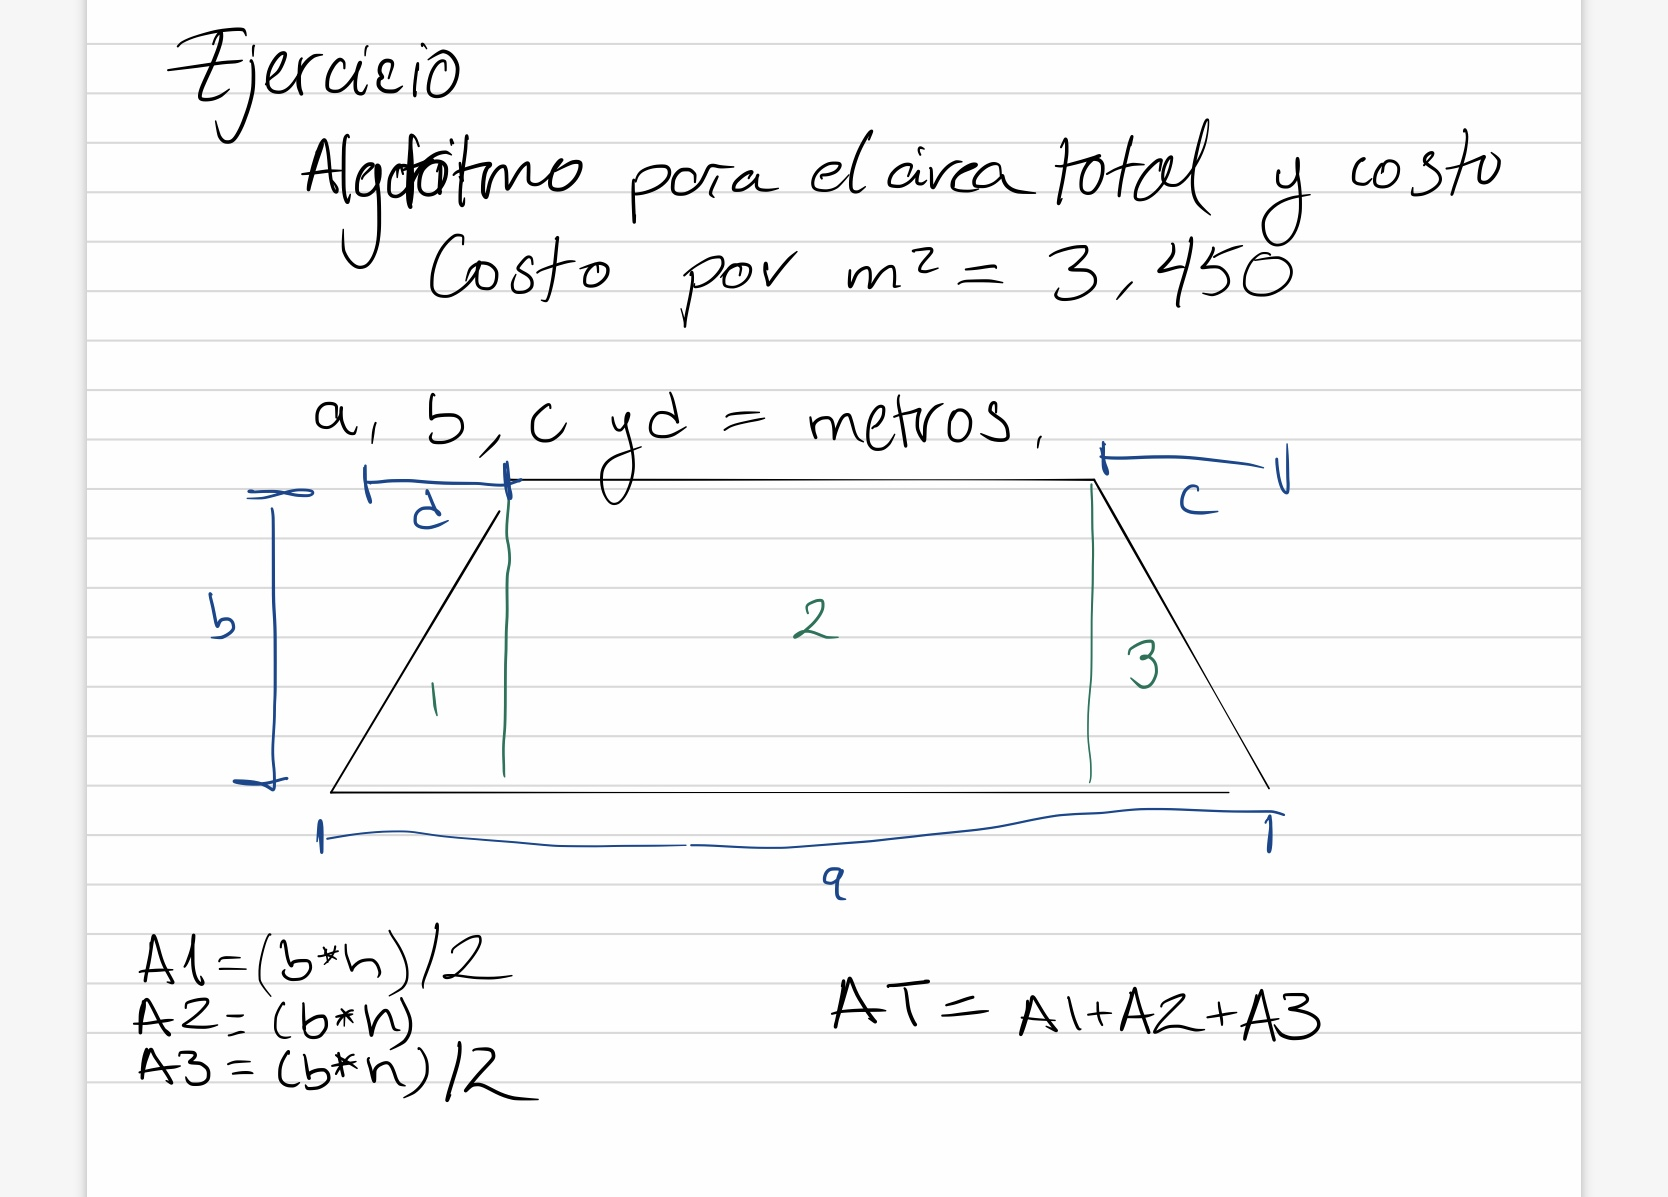 Ejercicio
Algoritmo para el área total y costo
Costo por m² = 3,450
a, b, c y d = metros.
d
c
b
2
3
1
a
A1=(b*h)/2
A2=(b*h)
A3=(b*h)/2
AT= A1+A2+A3